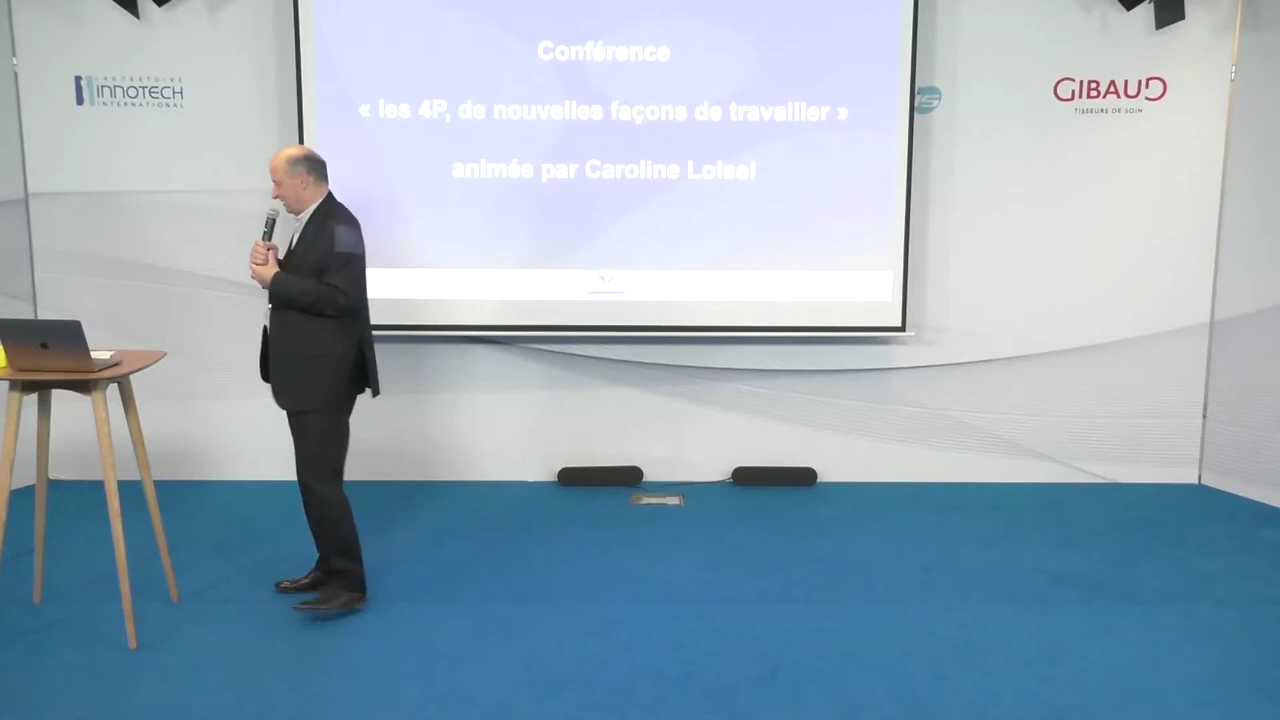 Conférence
« les 4P, de nouvelles façons de travailler »
animée par Caroline Loisel
LABORATOIRE
INNOTECH
INTERNATIONAL
GIBAUD
TISSEURS DE SOIN